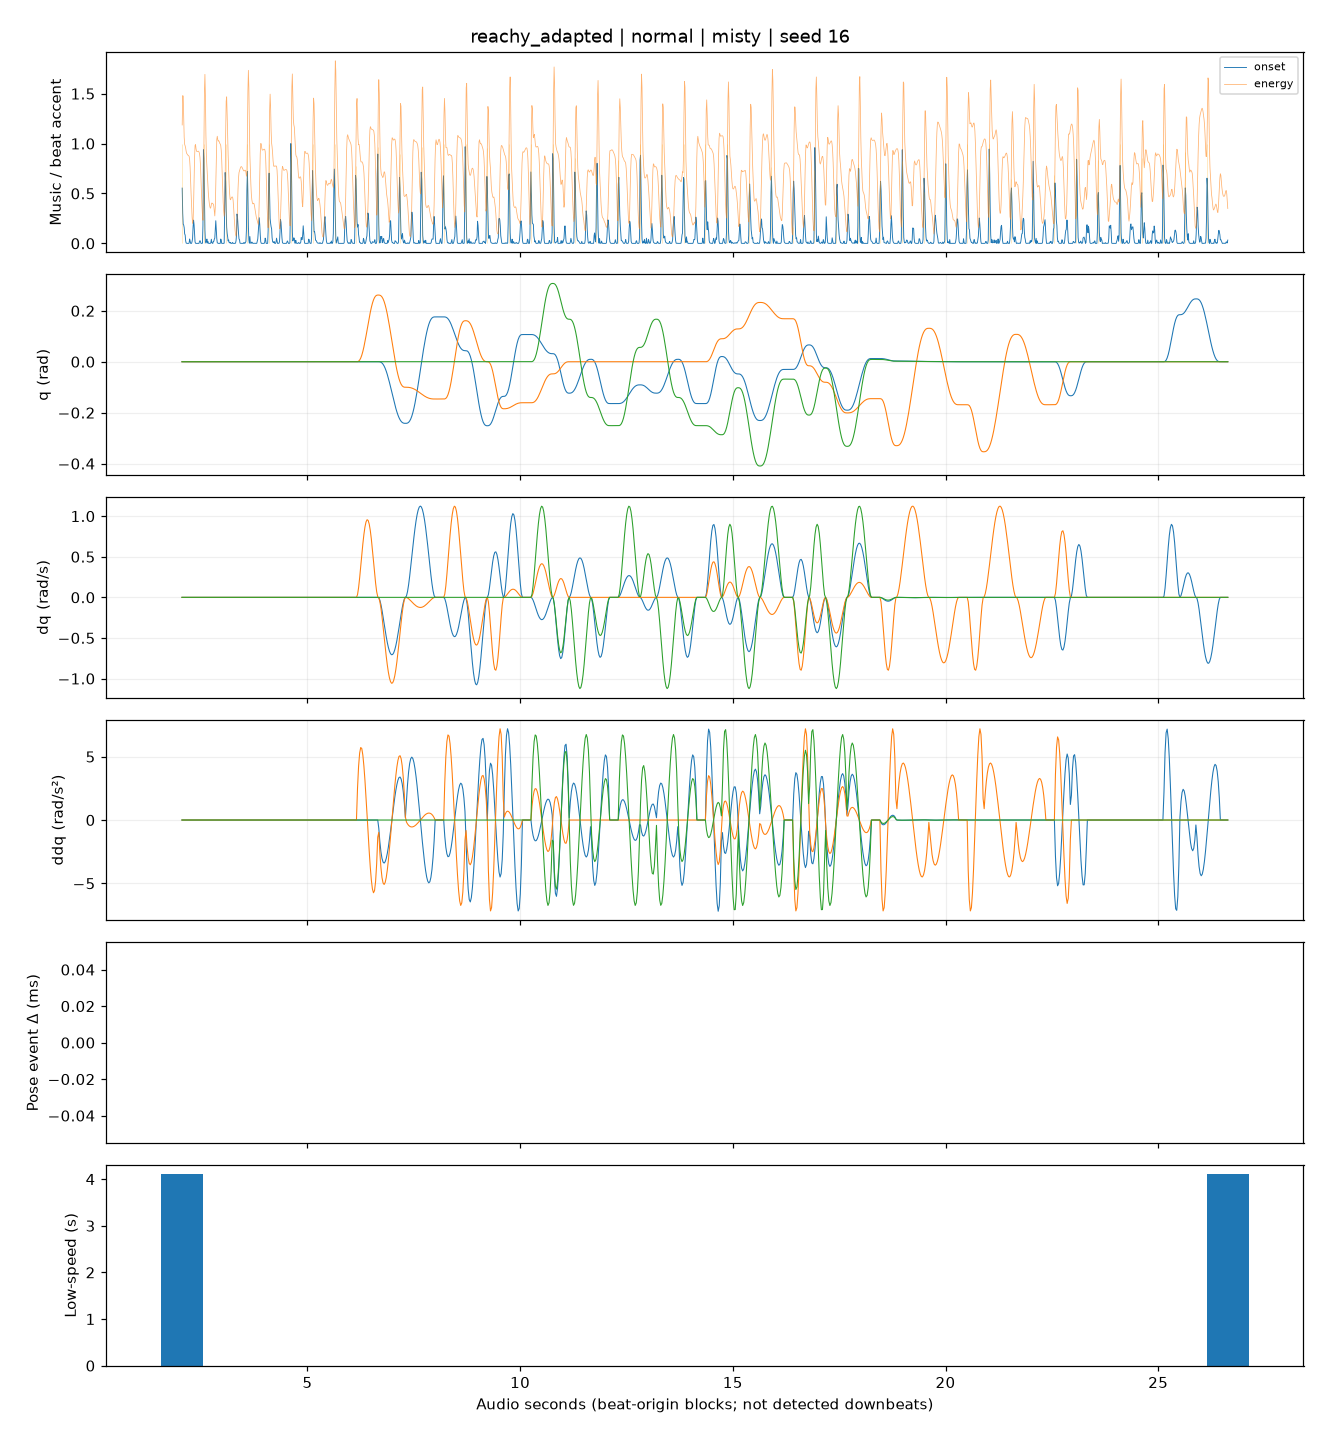 reachy_adapted | normal | misty | seed 16
Music / beat accent
1.5
1.0
0.5
0.0
onset
energy
q (rad)
0.2
0.0
−0.2
−0.4
dq (rad/s)
1.0
0.5
0.0
−0.5
−1.0
ddq (rad/s²)
5
0
−5
Pose event Δ (ms)
0.04
0.02
0.00
−0.02
−0.04
Low-speed (s)
4
3
2
1
0
5 10 15 20 25
Audio seconds (beat-origin blocks; not detected downbeats)